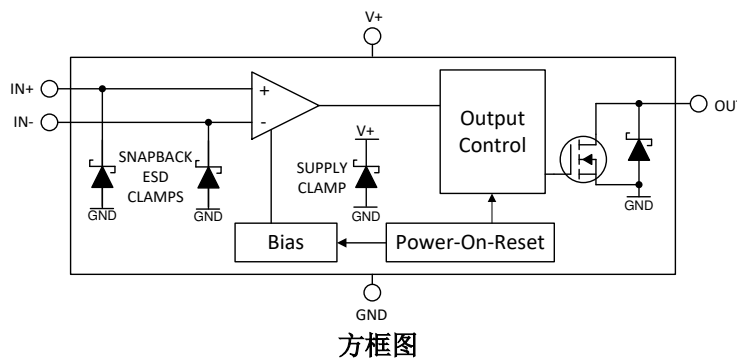 V+
IN+
IN-
+
-
Output
Control
OUT
SNAPBACK
ESD
CLAMPS
V+
SUPPLY
CLAMP
GND
GND
GND
GND
Bias
Power-On-Reset
GND
方框图